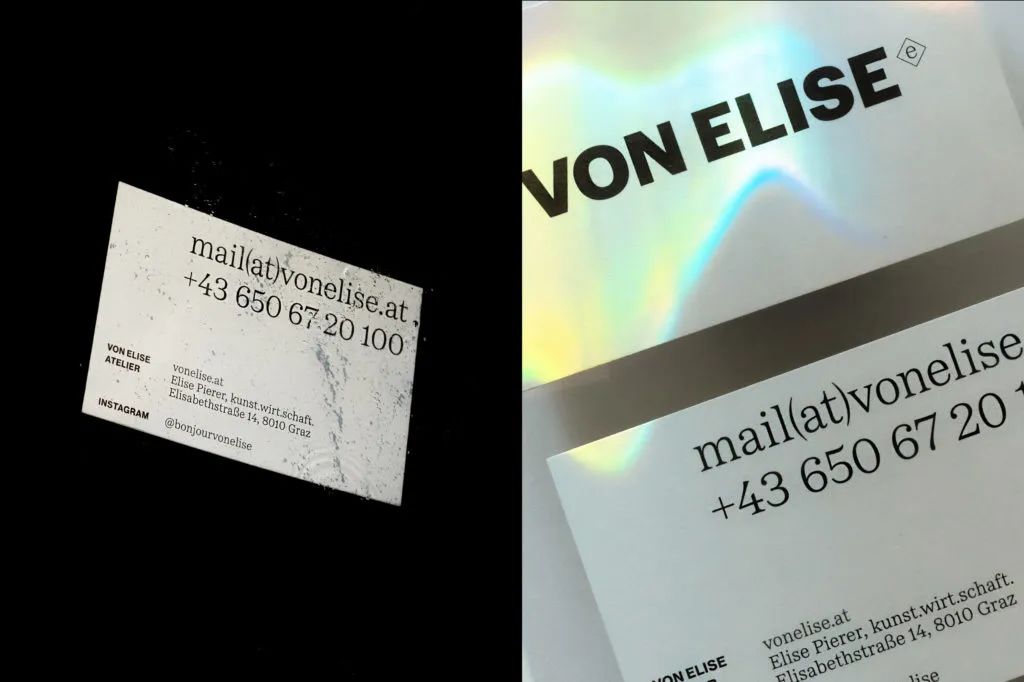 mail(at)vonelise.at
+43 650 67 20 100
VON ELISE
ATELIER
vonelise.at
Elise Pierer, kunst.wirt.schaft.
Elisabethstraße 14, 8010 Graz
INSTAGRAM
@bonjourvonelise
VON ELISE e
mail(at)vonelise.
+43 650 67 20 1
VON ELISE
vonelise.at
Elise Pierer, kunst.wirt.schaft.
Elisabethstraße 14, 8010 Graz